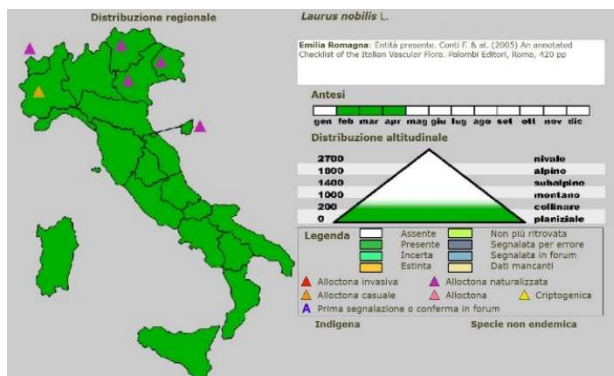 Distribuzione regionale
Laurus nobilis L.
Emilia Romagna: Entità presente. Conti F. & al. (2005) An annotated
Checklist of the Italian Vascular Flora. Palombi Editori, Roma, 420 pp
Antesi
gen feb mar apr mag giu lug ago set ott nov dic
Distribuzione altitudinale
2700 nivale
1800 alpino
1400 subalpino
1000 montano
200 collinare
0 planiziale
Legenda
Assente Non più ritrovata
Presente Segnalata per errore
Incerta Segnalata in forum
Estinta Dati mancanti
Alloctona invasiva Alloctona naturalizzata
Alloctona casuale Alloctona Criptogenica
A Prima segnalazione o conferma in forum
Indigena Specie non endemica